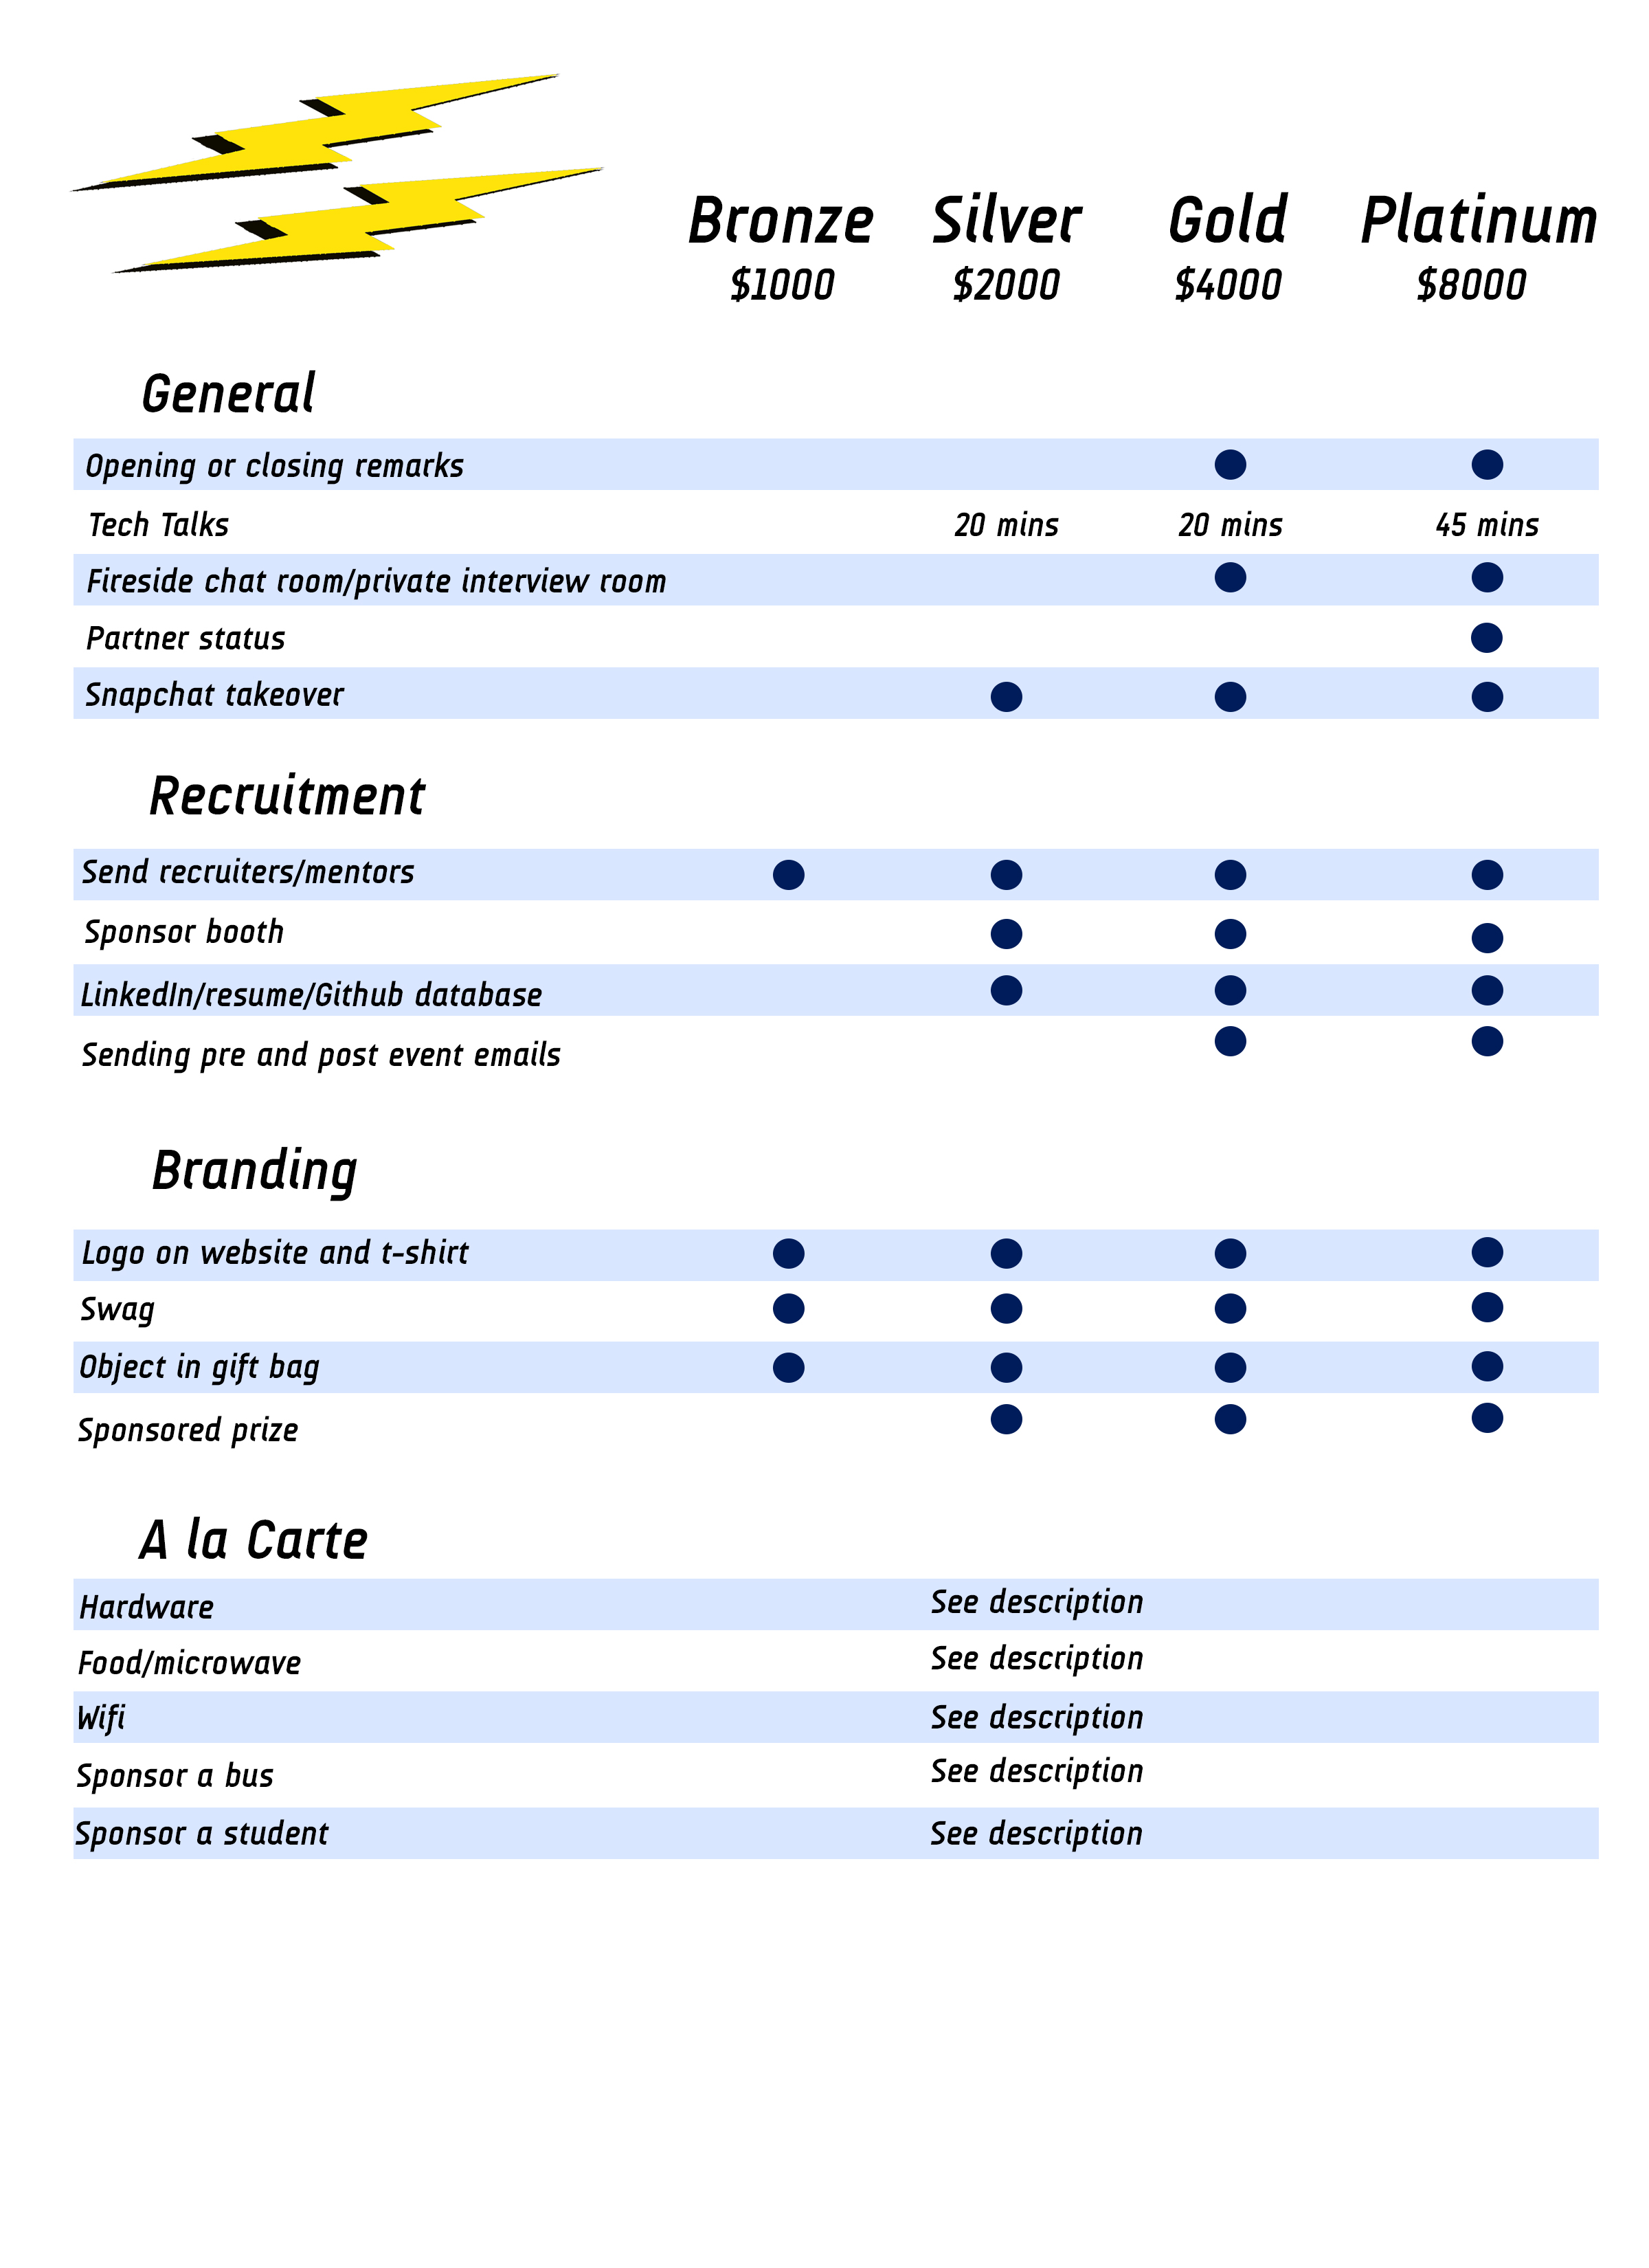 Bronze Silver Gold Platinum
$1000 $2000 $4000 $8000
General
Opening or closing remarks
Tech Talks 20 mins 20 mins 45 mins
Fireside chat room/private interview room
Partner status
Snapchat takeover
Recruitment
Send recruiters/mentors
Sponsor booth
LinkedIn/resume/Github database
Sending pre and post event emails
Branding
Logo on website and t-shirt
Swag
Object in gift bag
Sponsored prize
A la Carte
Hardware See description
Food/microwave See description
Wifi See description
Sponsor a bus See description
Sponsor a student See description